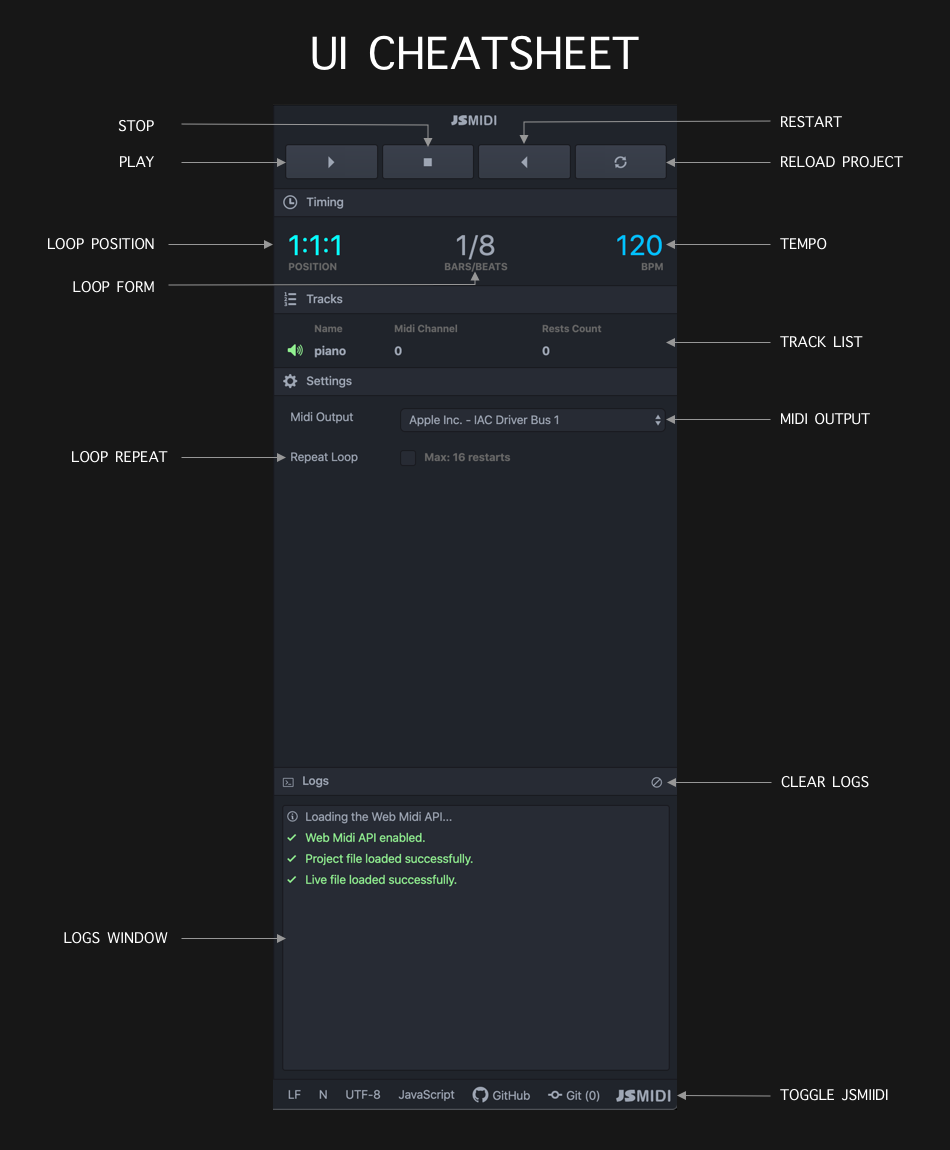 UI CHEATSHEET
JSMIDI
STOP
RESTART
PLAY
RELOAD PROJECT
Timing
LOOP POSITION
1:1:1
1/8
120
TEMPO
POSITION
BARS/BEATS
BPM
LOOP FORM
Tracks
Name Midi Channel Rests Count
piano 0 0
TRACK LIST
Settings
Midi Output
Apple Inc. - IAC Driver Bus 1
MIDI OUTPUT
LOOP REPEAT
Repeat Loop
Max: 16 restarts
Logs
CLEAR LOGS
Loading the Web Midi API...
Web Midi API enabled.
Project file loaded successfully.
Live file loaded successfully.
LOGS WINDOW
LF N UTF-8 JavaScript GitHub Git (0) JSMIDI
TOGGLE JSMIIDI